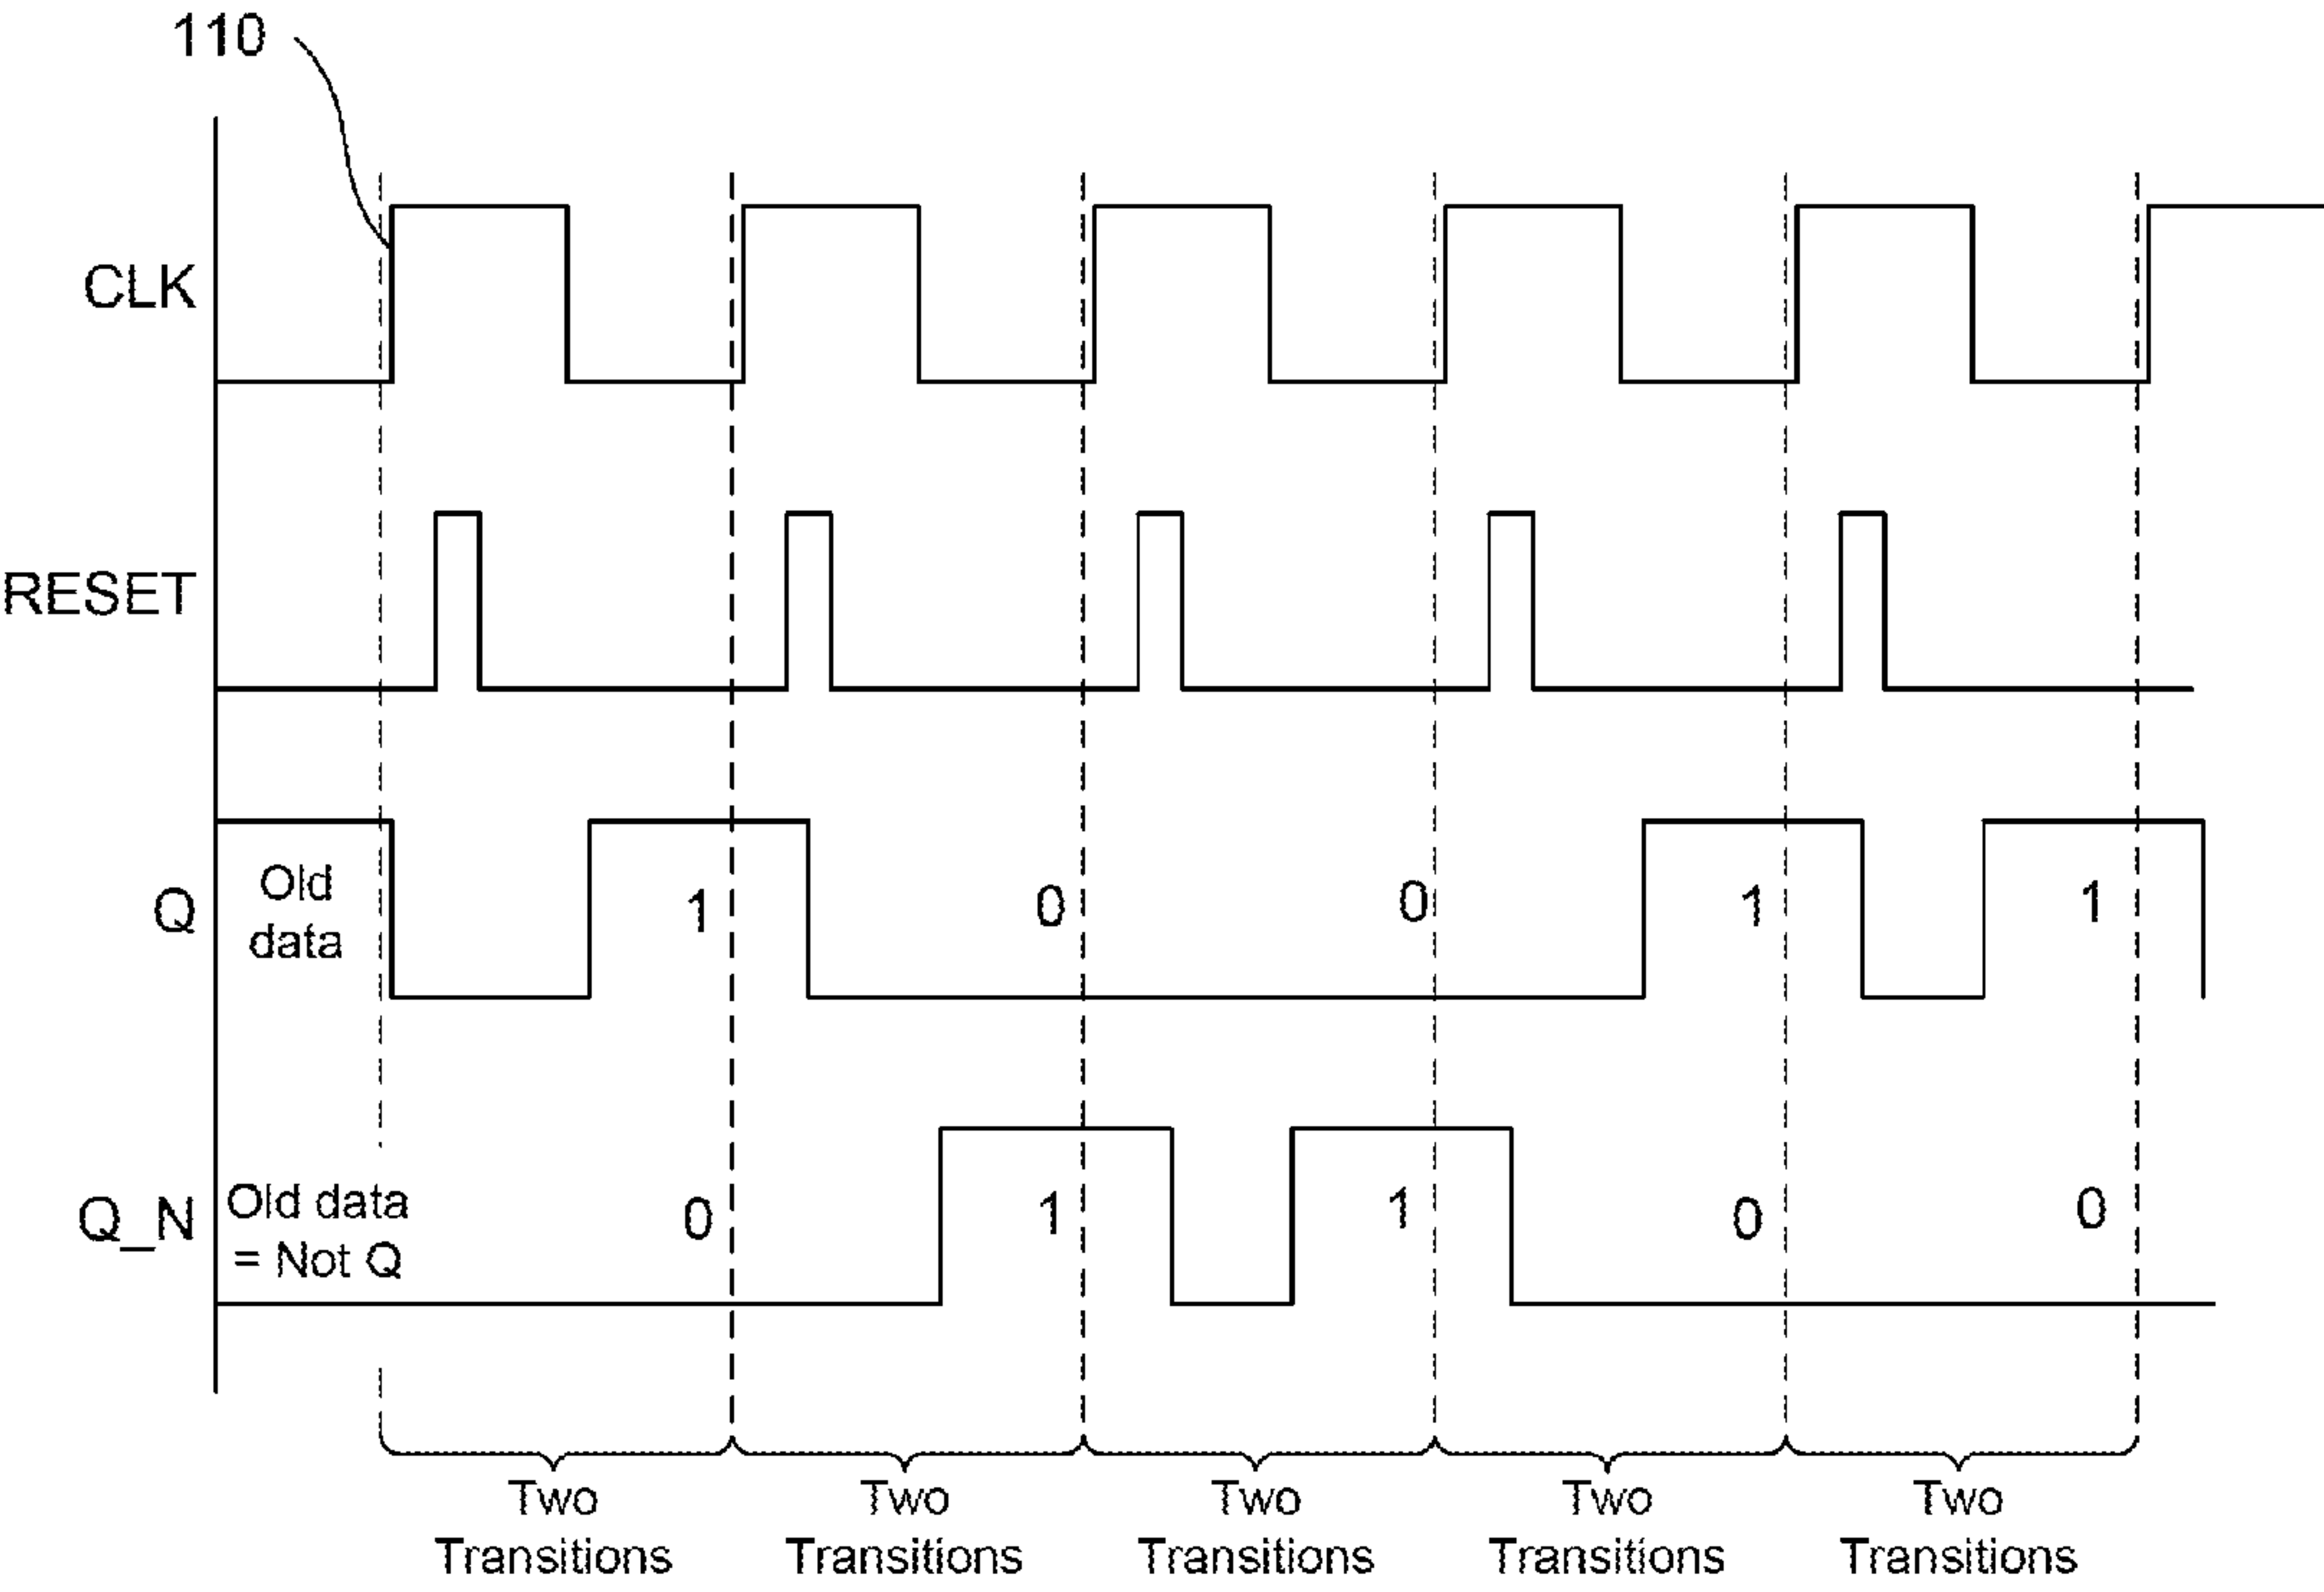 110
CLK
RESET
Q
Old
data
1
0
0
1
1
Q_N
Old data
= Not Q
0
1
1
0
0
Two
Transitions
Two
Transitions
Two
Transitions
Two
Transitions
Two
Transitions